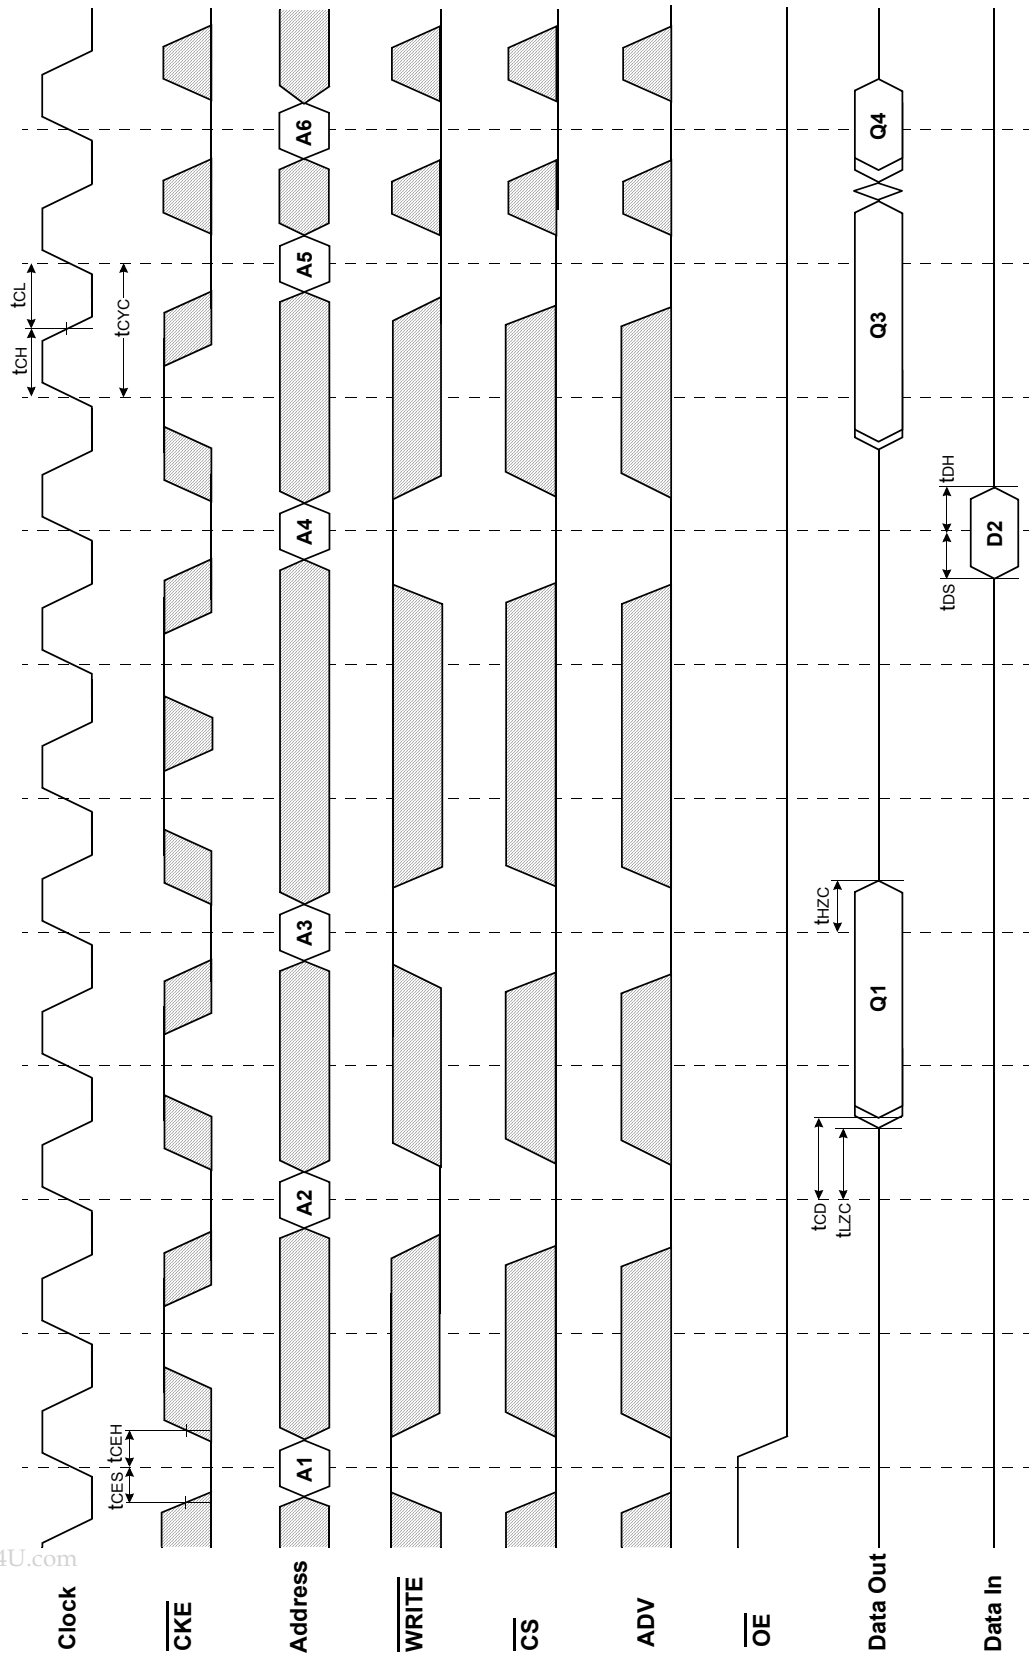 Clock
CKE
Address
WRITE
CS
ADV
OE
Data Out
Data In
tCES
tCEH
tCH
tCL
tCYC
A1
A2
A3
A4
A5
A6
tCD
tLZC
tHZC
Q1
Q3
Q4
tDS
tDH
D2
4U.com